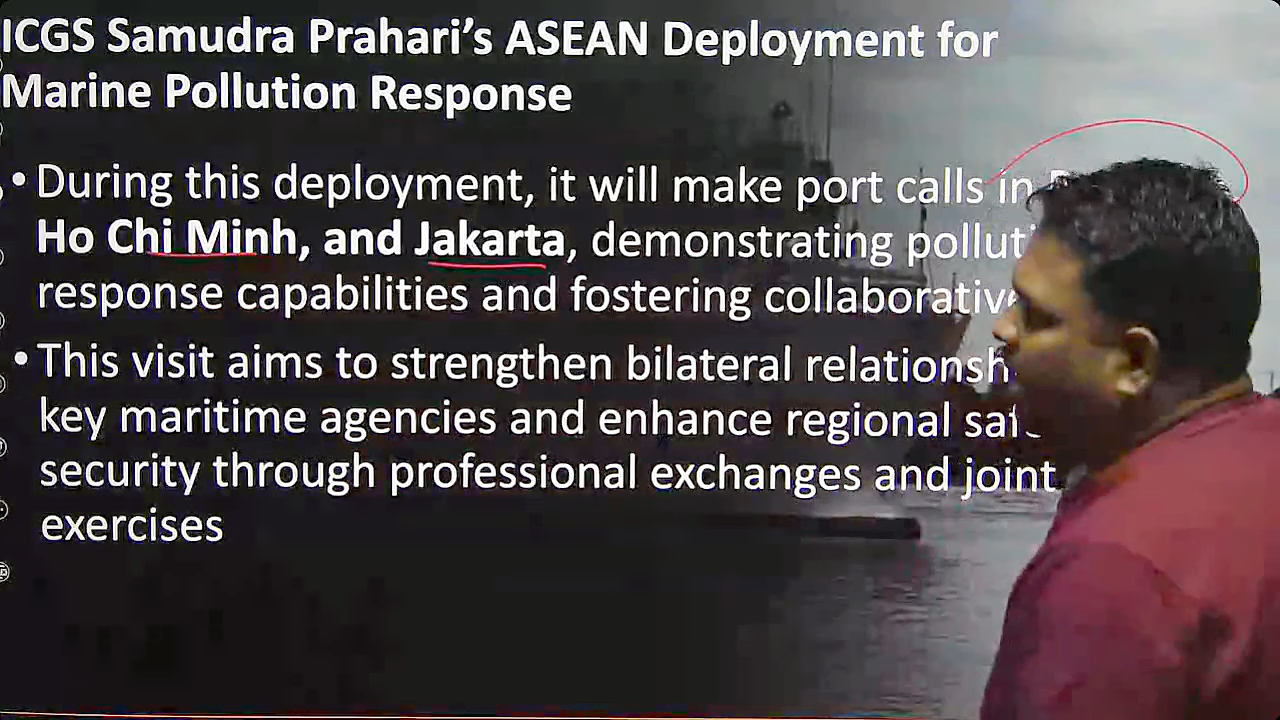 ICGS Samudra Prahari’s ASEAN Deployment for
Marine Pollution Response
• During this deployment, it will make port calls in
Ho Chi Minh, and Jakarta, demonstrating
response capabilities and fostering
• This visit aims to strengthen bilateral
key maritime agencies and enhance regional
security through professional exchanges and joint
exercises